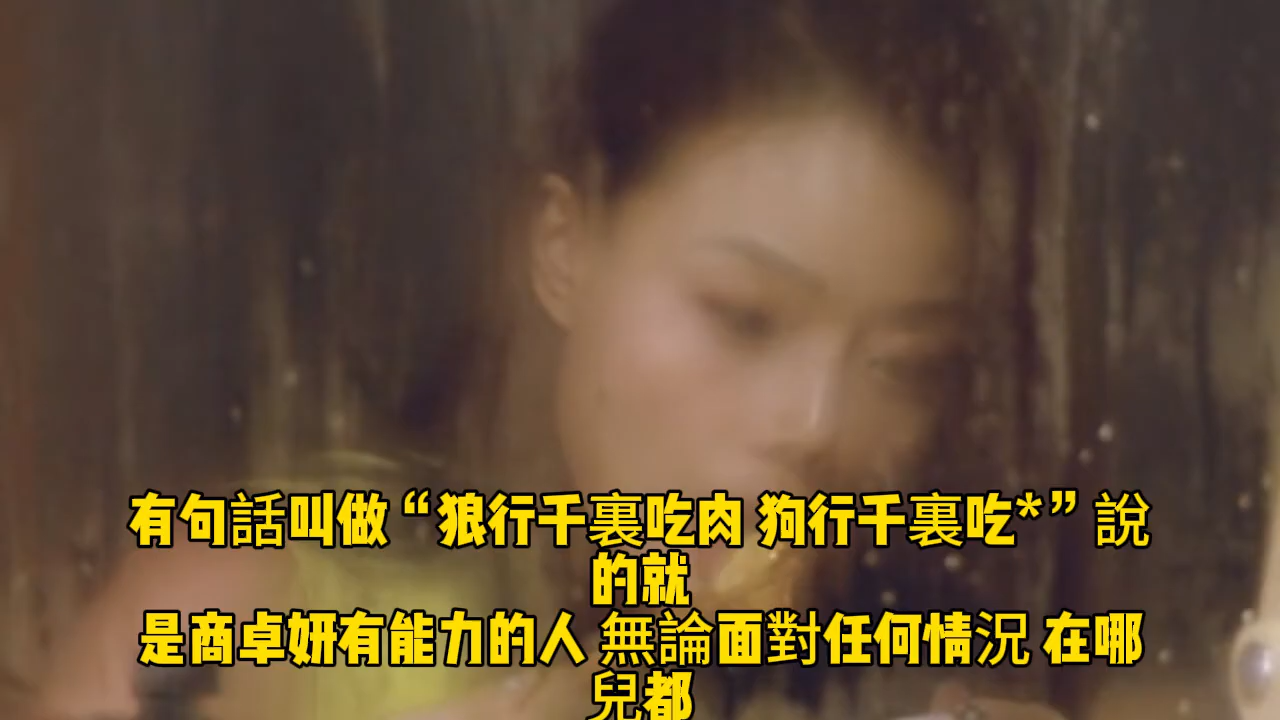 有句話叫做“狼行千裏吃肉 狗行千裏吃*” 說
的就
是商卓妍有能力的人 無論面對任何情況 在哪
兒都